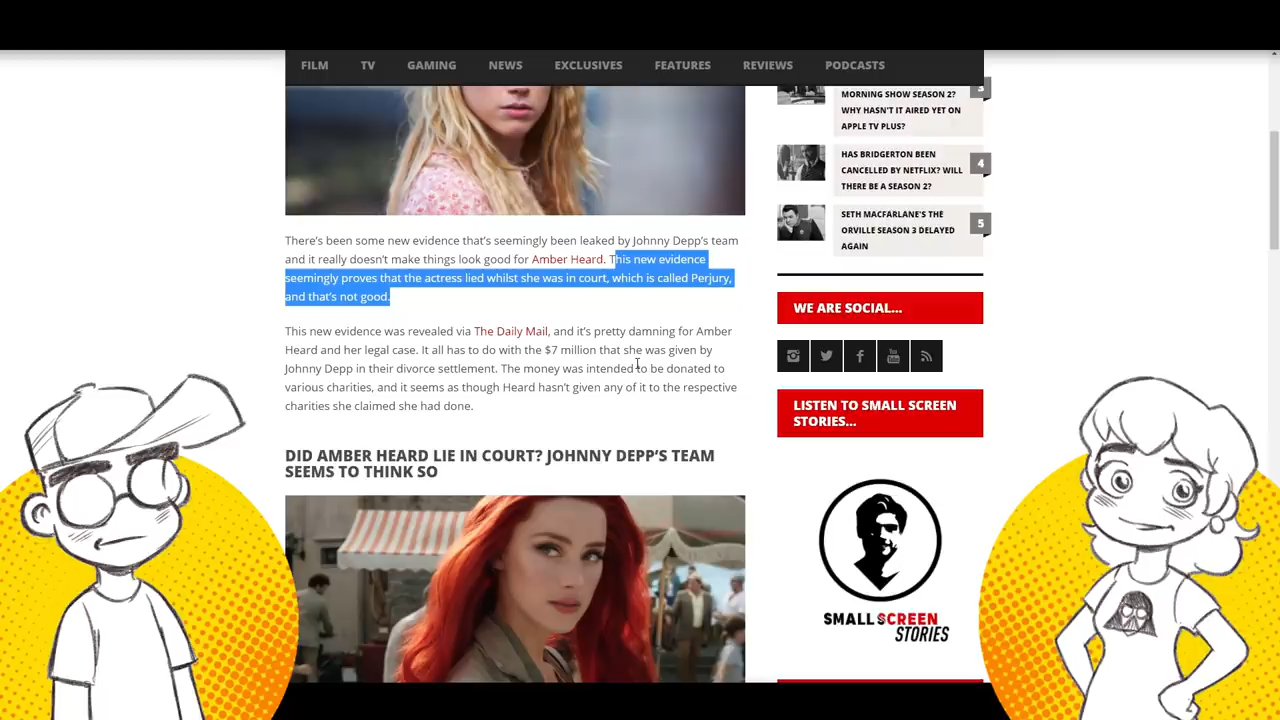 FILM TV GAMING NEWS EXCLUSIVES FEATURES REVIEWS PODCASTS
There's been some new evidence that's seemingly been leaked by Johnny Depp's team
and it really doesn't make things look good for Amber Heard. This new evidence
seemingly proves that the actress lied whilst she was in court, which is called Perjury,
and that's not good.
This new evidence was revealed via The Daily Mail, and it's pretty damning for Amber
Heard and her legal case. It all has to do with the $7 million that she was given by
Johnny Depp in their divorce settlement. The money was intended to be donated to
various charities, and it seems as though Heard hasn't given any of it to the respective
charities she claimed she had done.
DID AMBER HEARD LIE IN COURT? JOHNNY DEPP'S TEAM
SEEMS TO THINK SO
3
MORNING SHOW SEASON 2?
WHY HASN'T IT AIRED YET ON
APPLE TV PLUS?
HAS BRIDGERTON BEEN
CANCELLED BY NETFLIX? WILL
THERE BE A SEASON 2?
4
SETH MACFARLANE'S THE
ORVILLE SEASON 3 DELAYED
AGAIN
5
WE ARE SOCIAL...
You
Tube
LISTEN TO SMALL SCREEN
STORIES...
SMALL SCREEN
STORIES